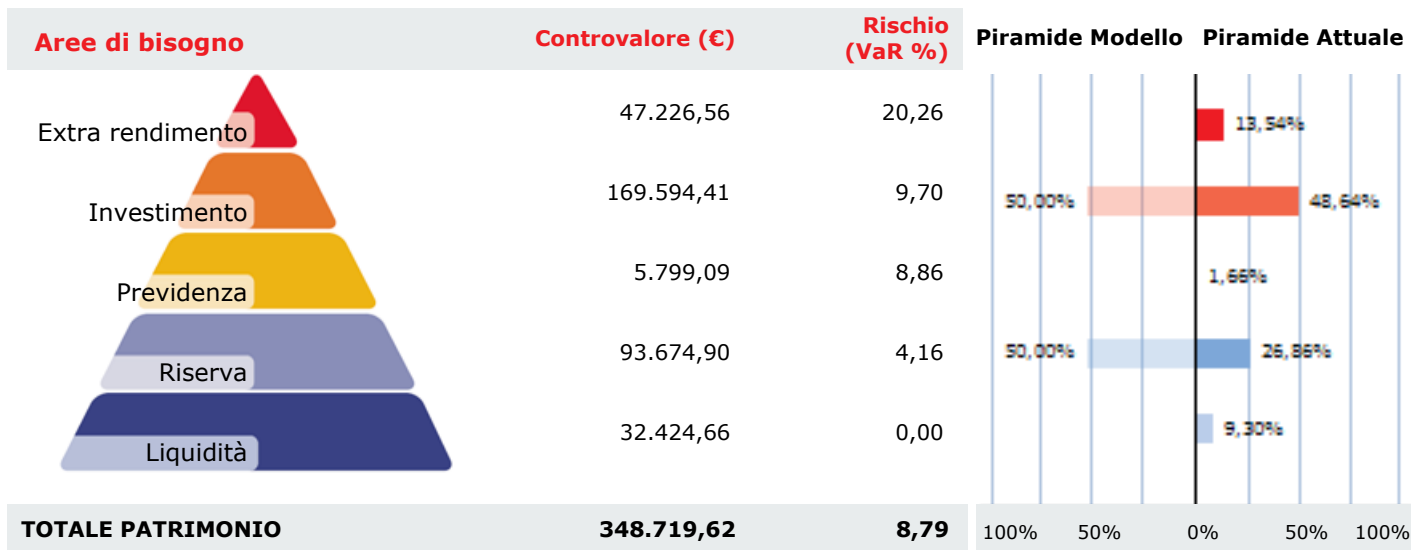 Aree di bisogno Controvalore (€) Rischio (VaR %) Piramide Modello Piramide Attuale
Extra rendimento 47.226,56 20,26 13,54%
Investimento 169.594,41 9,70 50,00% 48,64%
Previdenza 5.799,09 8,86 1,66%
Riserva 93.674,90 4,16 50,00% 26,86%
Liquidità 32.424,66 0,00 9,30%
TOTALE PATRIMONIO 348.719,62 8,79 100% 50% 0% 50% 100%